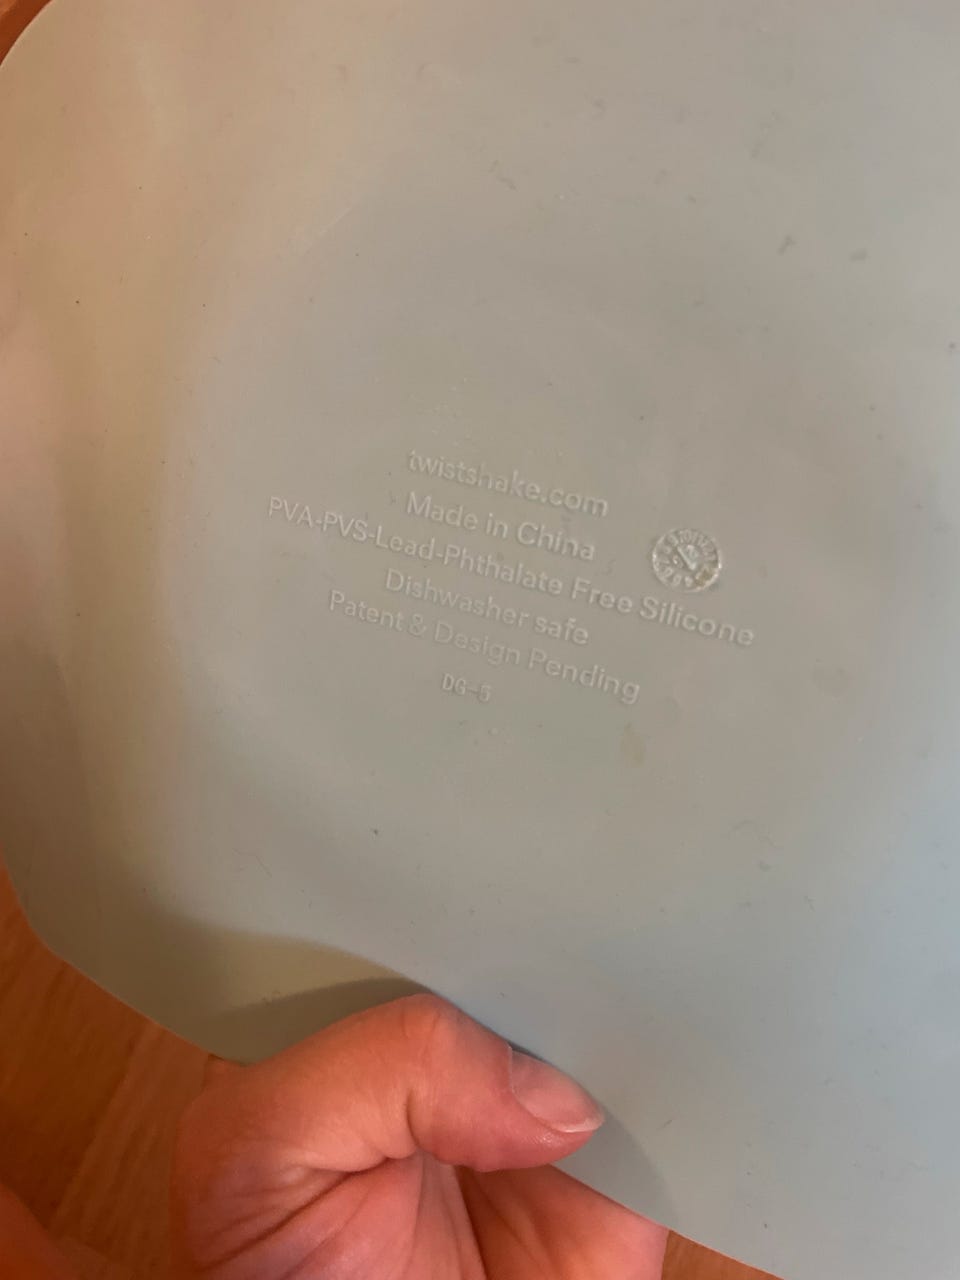 twistshake.com
Made in China
PVA-PVS-Lead-Phthalate Free Silicone
Dishwasher safe
Patent & Design Pending
DG-5